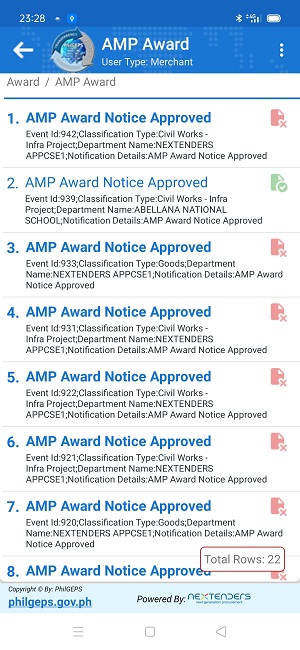 23:28
AMP Award
User Type: Merchant
Award / AMP Award
1. AMP Award Notice Approved
Event Id:942;Classification Type:Civil Works -
Infra Project;Department Name:NEXTENDERS
APPCSE1;Notification Details:AMP Award Notice Approved
2. AMP Award Notice Approved
Event Id:939;Classification Type:Civil Works - Infra
Project;Department Name:ABELLANA NATIONAL
SCHOOL;Notification Details:AMP Award Notice Approved
3. AMP Award Notice Approved
Event Id:933;Classification Type:Goods;Department
Name:NEXTENDERS APPCSE1;Notification Details:AMP Award
Notice Approved
4. AMP Award Notice Approved
Event Id:931;Classification Type:Civil Works -
Infra Project;Department Name:NEXTENDERS
APPCSE1;Notification Details:AMP Award Notice Approved
5. AMP Award Notice Approved
Event Id:922;Classification Type:Civil Works -
Infra Project;Department Name:NEXTENDERS
APPCSE1;Notification Details:AMP Award Notice Approved
6. AMP Award Notice Approved
Event Id:921;Classification Type:Civil Works -
Infra Project;Department Name:NEXTENDERS
APPCSE1;Notification Details:AMP Award Notice Approved
7. AMP Award Notice Approved
Event Id:920;Classification Type:Goods;Department
Name:NEXTENDERS APPCSE1;Notification Details:AMP Award
Notice Approved
Total Rows: 22
8. AMP Award Notice Approved
Copyright © By: PhilGEPS
philgeps.gov.ph
Powered By: NEXTENDERS
next generation procurement